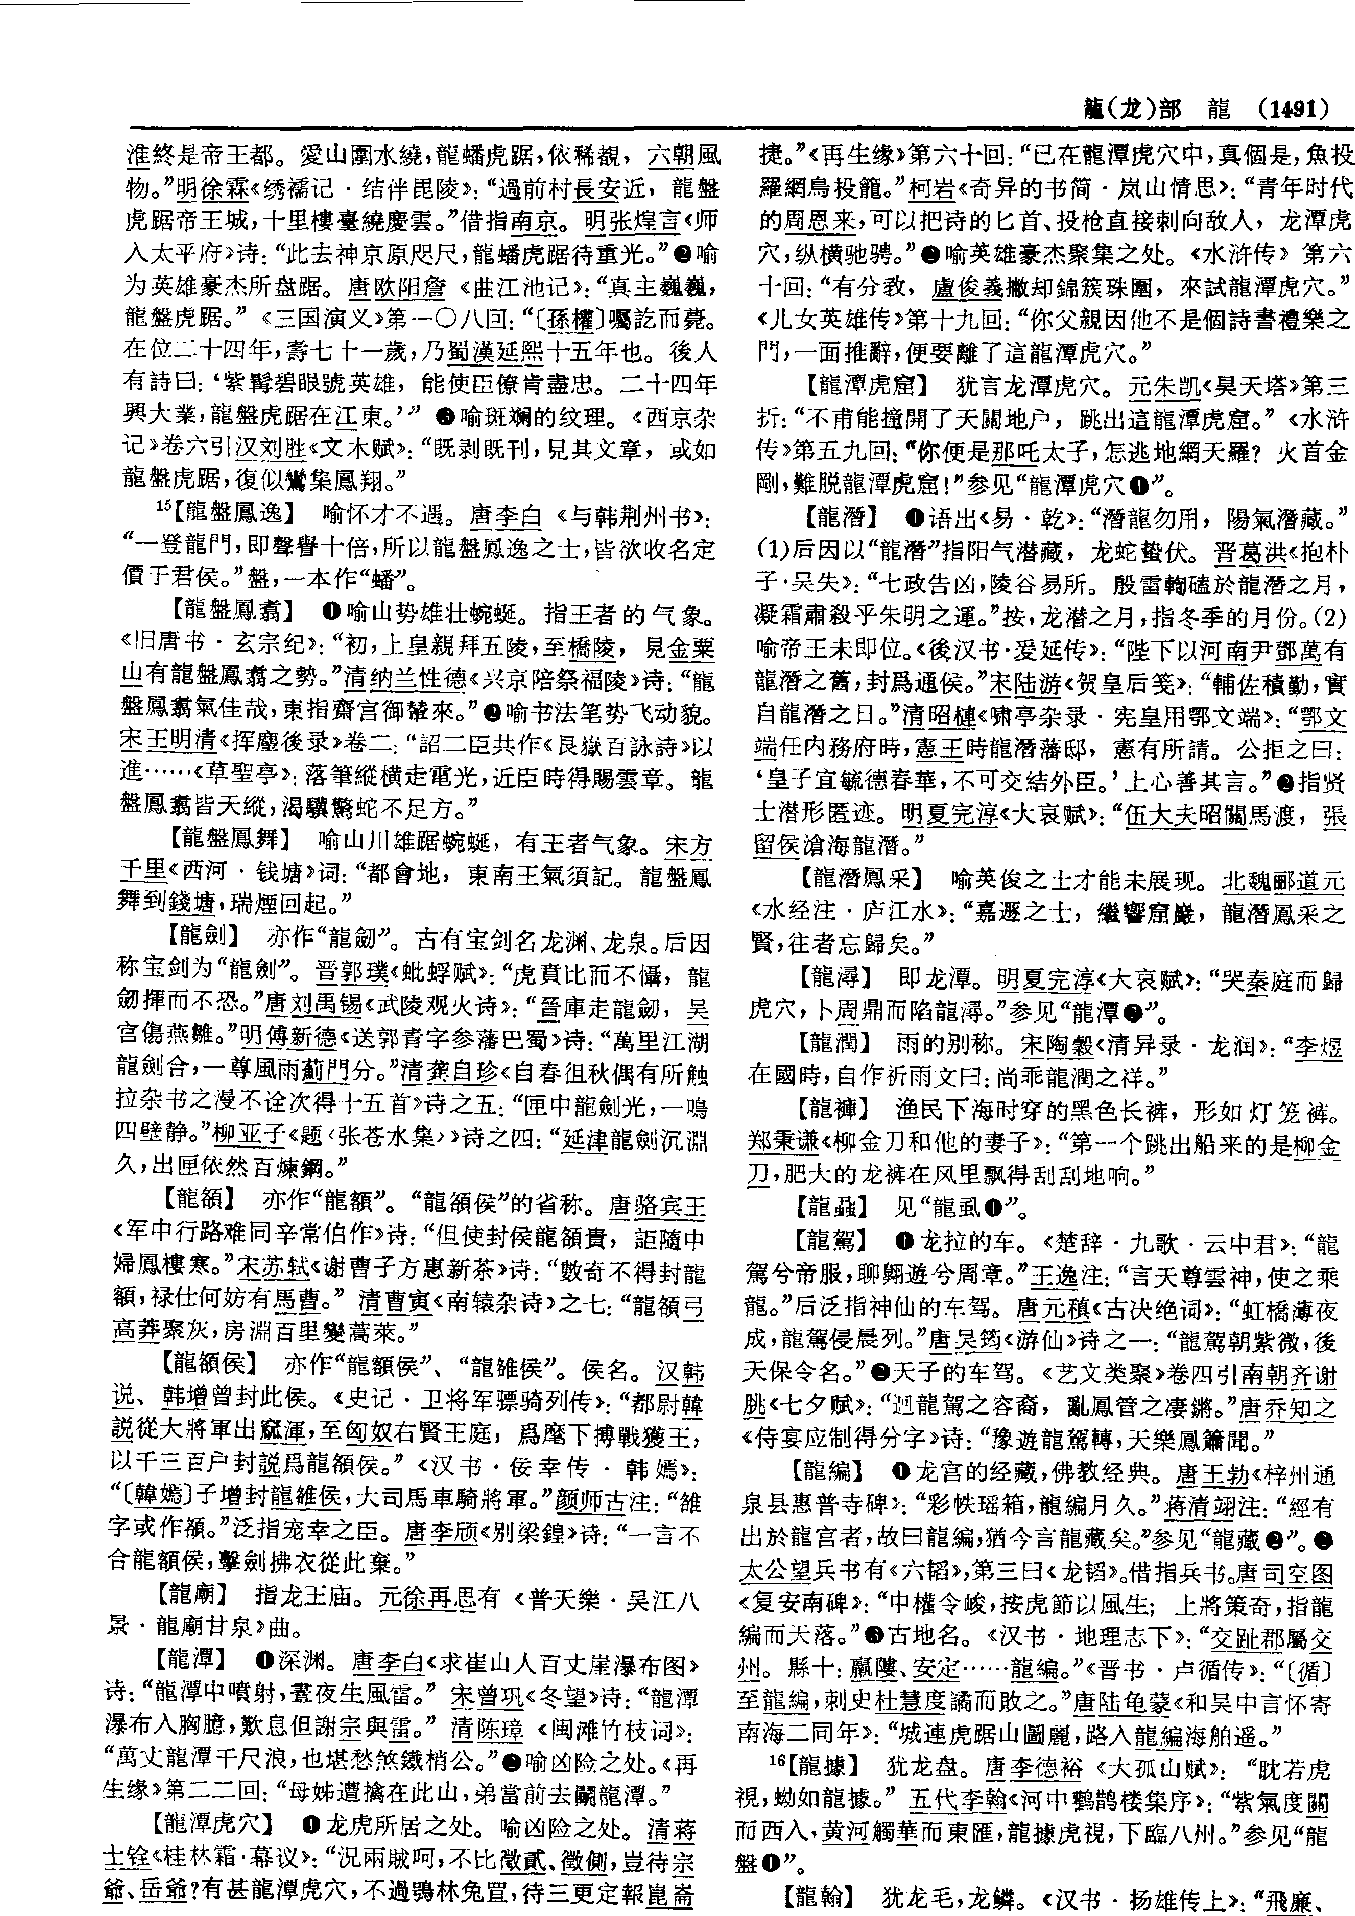 龍(龙)部　龍　(1491)
淮終是帝王都。愛山圍水繞,龍蟠虎踞,依稀覩,六朝風
物。”明徐霖《绣襦记·结伴毘陵》:“過前村長安近,龍盤
虎踞帝王城,十里樓臺繞慶雲。”借指南京。明张煌言《师
入太平府》诗:“此去神京原咫尺,龍蟠虎踞待重光。”❷喻
为英雄豪杰所盘踞。唐欧阳詹《曲江池记》:“真主巍巍,
龍盤虎踞。”《三国演义》第一〇八回:“〔孫權〕囑訖而薨。
在位二十四年,壽七十一歲,乃蜀漢延熙十五年也。後人
有詩曰:‘紫髯碧眼號英雄,能使臣僚肯盡忠。二十四年
興大業,龍盤虎踞在江東。’”❸喻斑斓的纹理。《西京杂
记》卷六引汉刘胜《文木赋》:“既剥既刊,見其文章,或如
龍盤虎踞,復似鸞集鳳翔。”
15【龍盤鳳逸】　喻怀才不遇。唐李白《与韩荆州书》:
“一登龍門,即聲譽十倍,所以龍盤鳳逸之士,皆欲收名定
價于君侯。”盤,一本作“蟠”。
【龍盤鳳翥】　❶喻山势雄壮蜿蜒。指王者的气象。
《旧唐书·玄宗纪》:“初,上皇親拜五陵,至橋陵,見金粟
山有龍盤鳳翥之勢。”清纳兰性德《兴京陪祭福陵》诗:“龍
盤鳳翥氣佳哉,東指齋宫御輦來。”❷喻书法笔势飞动貌。
宋王明清《挥麈後录》卷二:“詔二臣共作《艮嶽百詠詩》以
進……《草聖亭》:落筆縱横走電光,近臣時得賜雲章。龍
盤鳳翥皆天縱,渴驥驚蛇不足方。”
【龍盤鳳舞】　喻山川雄踞蜿蜒,有王者气象。宋方
千里《西河·钱塘》词:“都會地,東南王氣須記。龍盤鳳
舞到錢塘,瑞煙回起。”
【龍劍】　亦作“龍劒”。古有宝剑名龙渊、龙泉。后因
称宝剑为“龍劍”。晋郭璞《蚍蜉赋》:“虎賁比而不懾,龍
劒揮而不恐。”唐刘禹锡《武陵观火诗》:“晉庫走龍劒,吴
宫傷燕雛。”明傅新德《送郭青字参藩巴蜀》诗:“萬里江湖
龍劍合,一尊風雨薊門分。”清龚自珍《自春徂秋偶有所触
拉杂书之漫不诠次得十五首》诗之五:“匣中龍劍光,一鳴
四壁静。”柳亚子《题〈张苍水集〉》诗之四:“延津龍劍沉淵
久,出匣依然百煉鋼。”
【龍頟】　亦作“龍額”。“龍頟侯”的省称。唐骆宾王
《军中行路难同辛常伯作》诗:“但使封侯龍頟貴,詎隨中
婦鳳樓寒。”宋苏轼《谢曹子方惠新茶》诗:“數奇不得封龍
額,禄仕何妨有馬曹。”清曹寅《南辕杂诗》之七:“龍頟弓
高莽聚灰,房淵百里變蒿萊。”
【龍頟侯】　亦作“龍額侯”、“龍雒侯”。侯名。汉韩
说、韩增曾封此侯。《史记·卫将军骠骑列传》:“都尉韓
説從大將軍出窳渾,至匈奴右賢王庭,爲麾下搏戰獲王,
以千三百户封説爲龍頟侯。”《汉书·佞幸传·韩嫣》:
“〔韓嫣〕子增封龍雒侯,大司馬車騎將軍。”颜师古注:“雒
字或作頟。”泛指宠幸之臣。唐李颀《别梁鍠》诗:“一言不
合龍頟侯,擊劍拂衣從此棄。”
【龍廟】　指龙王庙。元徐再思有《普天樂·吴江八
景·龍廟甘泉》曲。
【龍潭】　❶深渊。唐李白《求崔山人百丈崖瀑布图》
诗:“龍潭中噴射,晝夜生風雷。”宋曾巩《冬望》诗:“龍潭
瀑布入胸臆,歎息但謝宗與雷。”清陈璋《闽滩竹枝词》:
“萬丈龍潭千尺浪,也堪愁煞鐵梢公。”❷喻凶险之处。《再
生缘》第二二回:“母姊遭擒在此山,弟當前去闖龍潭。”
【龍潭虎穴】　❶龙虎所居之处。喻凶险之处。清蒋
士铨《桂林霜·幕议》:“況兩賊呵,不比徵貳、徵側,豈待宗
爺、岳爺?有甚龍潭虎穴,不過鴞林兔罝,待三更定報崑崙
捷。”《再生缘》第六十回:“已在龍潭虎穴中,真個是,魚投
羅網鳥投籠。”柯岩《奇异的书简·岚山情思》:“青年时代
的周恩来,可以把诗的匕首、投枪直接刺向敌人,龙潭虎
穴,纵横驰骋。”❷喻英雄豪杰聚集之处。《水浒传》第六
十回:“有分教,盧俊義撇却錦簇珠圍,來試龍潭虎穴。”
《儿女英雄传》第十九回:“你父親因他不是個詩書禮樂之
門,一面推辭,便要離了這龍潭虎穴。”
【龍潭虎窟】　犹言龙潭虎穴。元朱凯《昊天塔》第三
折:“不甫能撞開了天關地户,跳出這龍潭虎窟。”《水浒
传》第五九回:“你便是那吒太子,怎逃地網天羅?火首金
剛,難脱龍潭虎窟!”参见“龍潭虎穴❶”。
【龍潛】　❶语出《易·乾》:“潛龍勿用,陽氣潛藏。”
(1)后因以“龍潛”指阳气潜藏,龙蛇蛰伏。晋葛洪《抱朴
子·吴失》:“七政告凶,陵谷易所。殷雷輷磕於龍潛之月,
凝霜肅殺乎朱明之運。”按,龙潜之月,指冬季的月份。(2)
喻帝王未即位。《後汉书·爰延传》:“陛下以河南尹鄧萬有
龍潛之舊,封爲通侯。”宋陆游《贺皇后笺》:“輔佐積勤,實
自龍潛之日。”清昭槤《啸亭杂录·宪皇用鄂文端》:“鄂文
端任内務府時,憲王時龍潛藩邸,憲有所請。公拒之曰:
‘皇子宜毓德春華,不可交結外臣。’上心善其言。”❷指贤
士潜形匿迹。明夏完淳《大哀赋》:“伍大夫昭關馬渡,張
留侯滄海龍潛。”
【龍潛鳳采】　喻英俊之士才能未展现。北魏郦道元
《水经注·庐江水》:“嘉遯之士,繼響窟巖,龍潛鳳采之
賢,往者忘歸矣。”
【龍潯】　即龙潭。明夏完淳《大哀赋》:“哭秦庭而歸
虎穴,卜周鼎而陷龍潯。”参见“龍潭❷”。
【龍潤】　雨的别称。宋陶穀《清异录·龙润》:“李煜
在國時,自作祈雨文曰:尚乖龍潤之祥。”
【龍褲】　渔民下海时穿的黑色长裤,形如灯笼裤。
郑秉谦《柳金刀和他的妻子》:“第一个跳出船来的是柳金
刀,肥大的龙裤在风里飘得刮刮地响。”
【龍蝨】　见“龍虱❶”。
【龍駕】　❶龙拉的车。《楚辞·九歌·云中君》:“龍
駕兮帝服,聊翱遊兮周章。”王逸注:“言天尊雲神,使之乘
龍。”后泛指神仙的车驾。唐元稹《古决绝词》:“虹橋薄夜
成,龍駕侵晨列。”唐吴筠《游仙》诗之一:“龍駕朝紫微,後
天保令名。”❷天子的车驾。《艺文类聚》卷四引南朝齐谢
朓《七夕赋》:“迴龍駕之容裔,亂鳳管之凄鏘。”唐乔知之
《侍宴应制得分字》诗:“豫遊龍駕轉,天樂鳳簫聞。”
【龍編】　❶龙宫的经藏,佛教经典。唐王勃《梓州通
泉县惠普寺碑》:“彩帙瑶箱,龍編月久。”蒋清翊注:“經有
出於龍宫者,故曰龍編,猶今言龍藏矣。”参见“龍藏❷”。❷
太公望兵书有《六韬》,第三曰《龙韬》。借指兵书。唐司空图
《复安南碑》:“中權令峻,按虎節以風生;上將策奇,指龍
編而天落。”❸古地名。《汉书·地理志下》:“交趾郡屬交
州。縣十:羸𨻻、安定……龍編。”《晋书·卢循传》:“〔循〕
至龍編,刺史杜慧度譎而敗之。”唐陆龟蒙《和吴中言怀寄
南海二同年》:“城連虎踞山圖麗,路入龍編海舶遥。”
16【龍據】　犹龙盘。唐李德裕《大孤山赋》:“耽若虎
視,蚴如龍據。”五代李翰《河中鹳鹊楼集序》:“紫氣度關
而西入,黄河觸華而東匯,龍據虎視,下臨八州。”参见“龍
盤❶”。
【龍翰】　犹龙毛,龙鳞。《汉书·扬雄传上》:“飛廉、